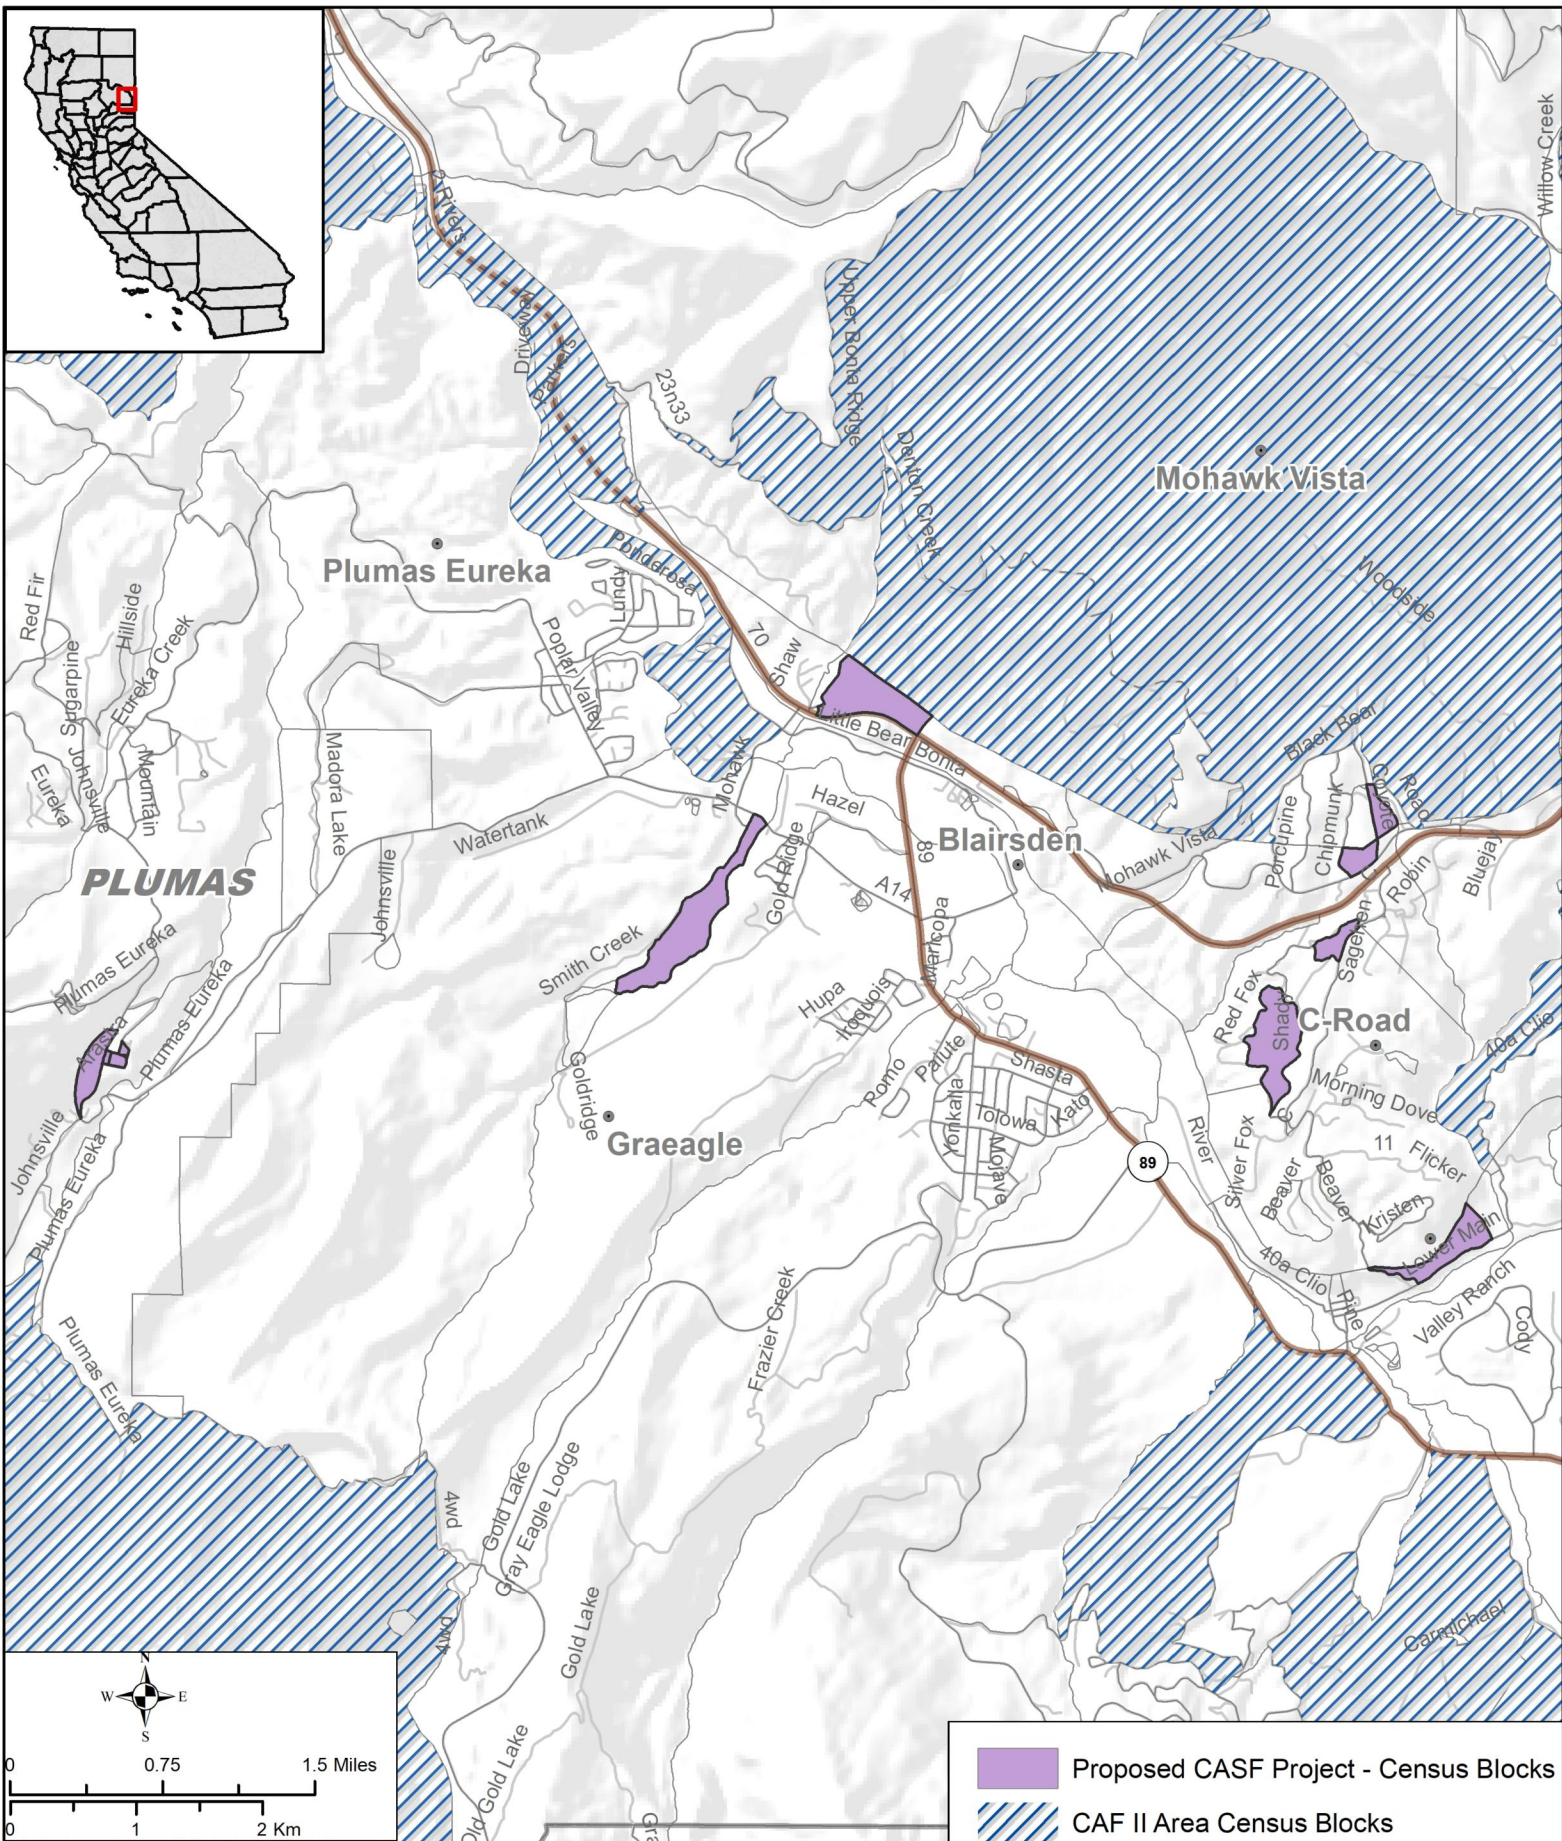 Willow Creek
2 Rivers
Upper Bonta Ridge
Parkers
23n33
Denton Creek
Mohawk Vista
Plumas Eureka
Ponderosa
Lundy
Woodside
Red Fir
Hillside
Sugarpine
Eureka Creek
Poplar Valley
70
Shaw
Little Bear
Bonta
Black Bear
Eureka
Johnsville
Mountain
Madora Lake
Mohawk
Hazel
Coyote
Road
Porcupine
Chipmunk
Watertank
89
Blairsden
Mohawk Vista
Robin
Bluejay
PLUMAS
Johnsville
Gold Ridge
A14
Maricopa
Sageken
Plumas Eureka
Smith Creek
Hupa
Iroquois
Red Fox
Shady
C-Road
40a Clio
Plumas Eureka
Goldridge
Romo
Paiute
Shasta
Morning Dove
Johnsville
Plumas Eureka
Graeagle
Yonkalla
Tolowa
Kato
Mojave
89
River
Silver Fox
Beaver
Beaver
11
Flicker
Kristen
Lower Main
40a Clio
Pine
Valley Ranch
Cody
Frazier Creek
Plumas Eureka
4wd
Gold Lake
Gray Eagle Lodge
4wd
Gold Lake
Carmichael
Old Gold Lake
N
W
E
S
0
0.75
1.5 Miles
0
1
2 Km
Proposed CASF Project - Census Blocks
CAF II Area Census Blocks